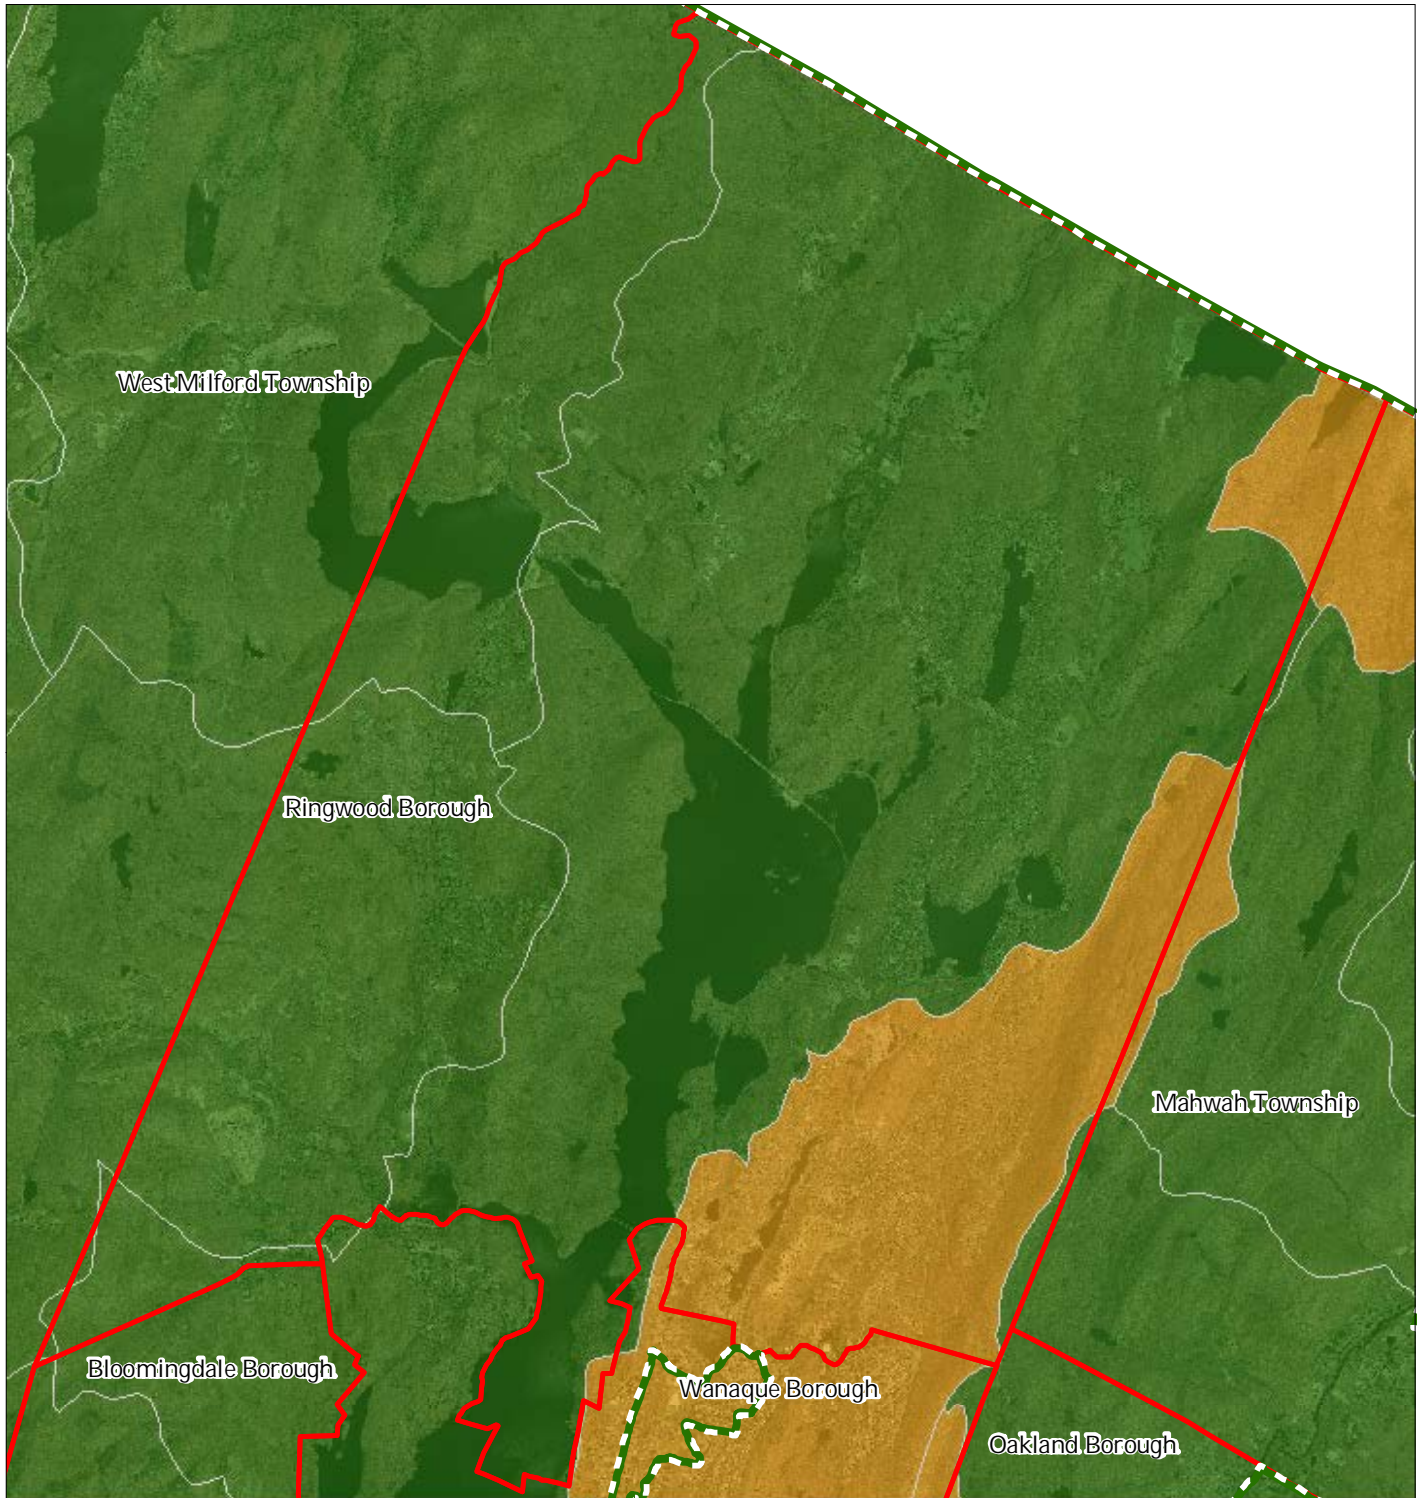 West Milford Township
Ringwood Borough
Mahwah Township
Bloomingdale Borough
Wanaque Borough
Oakland Borough